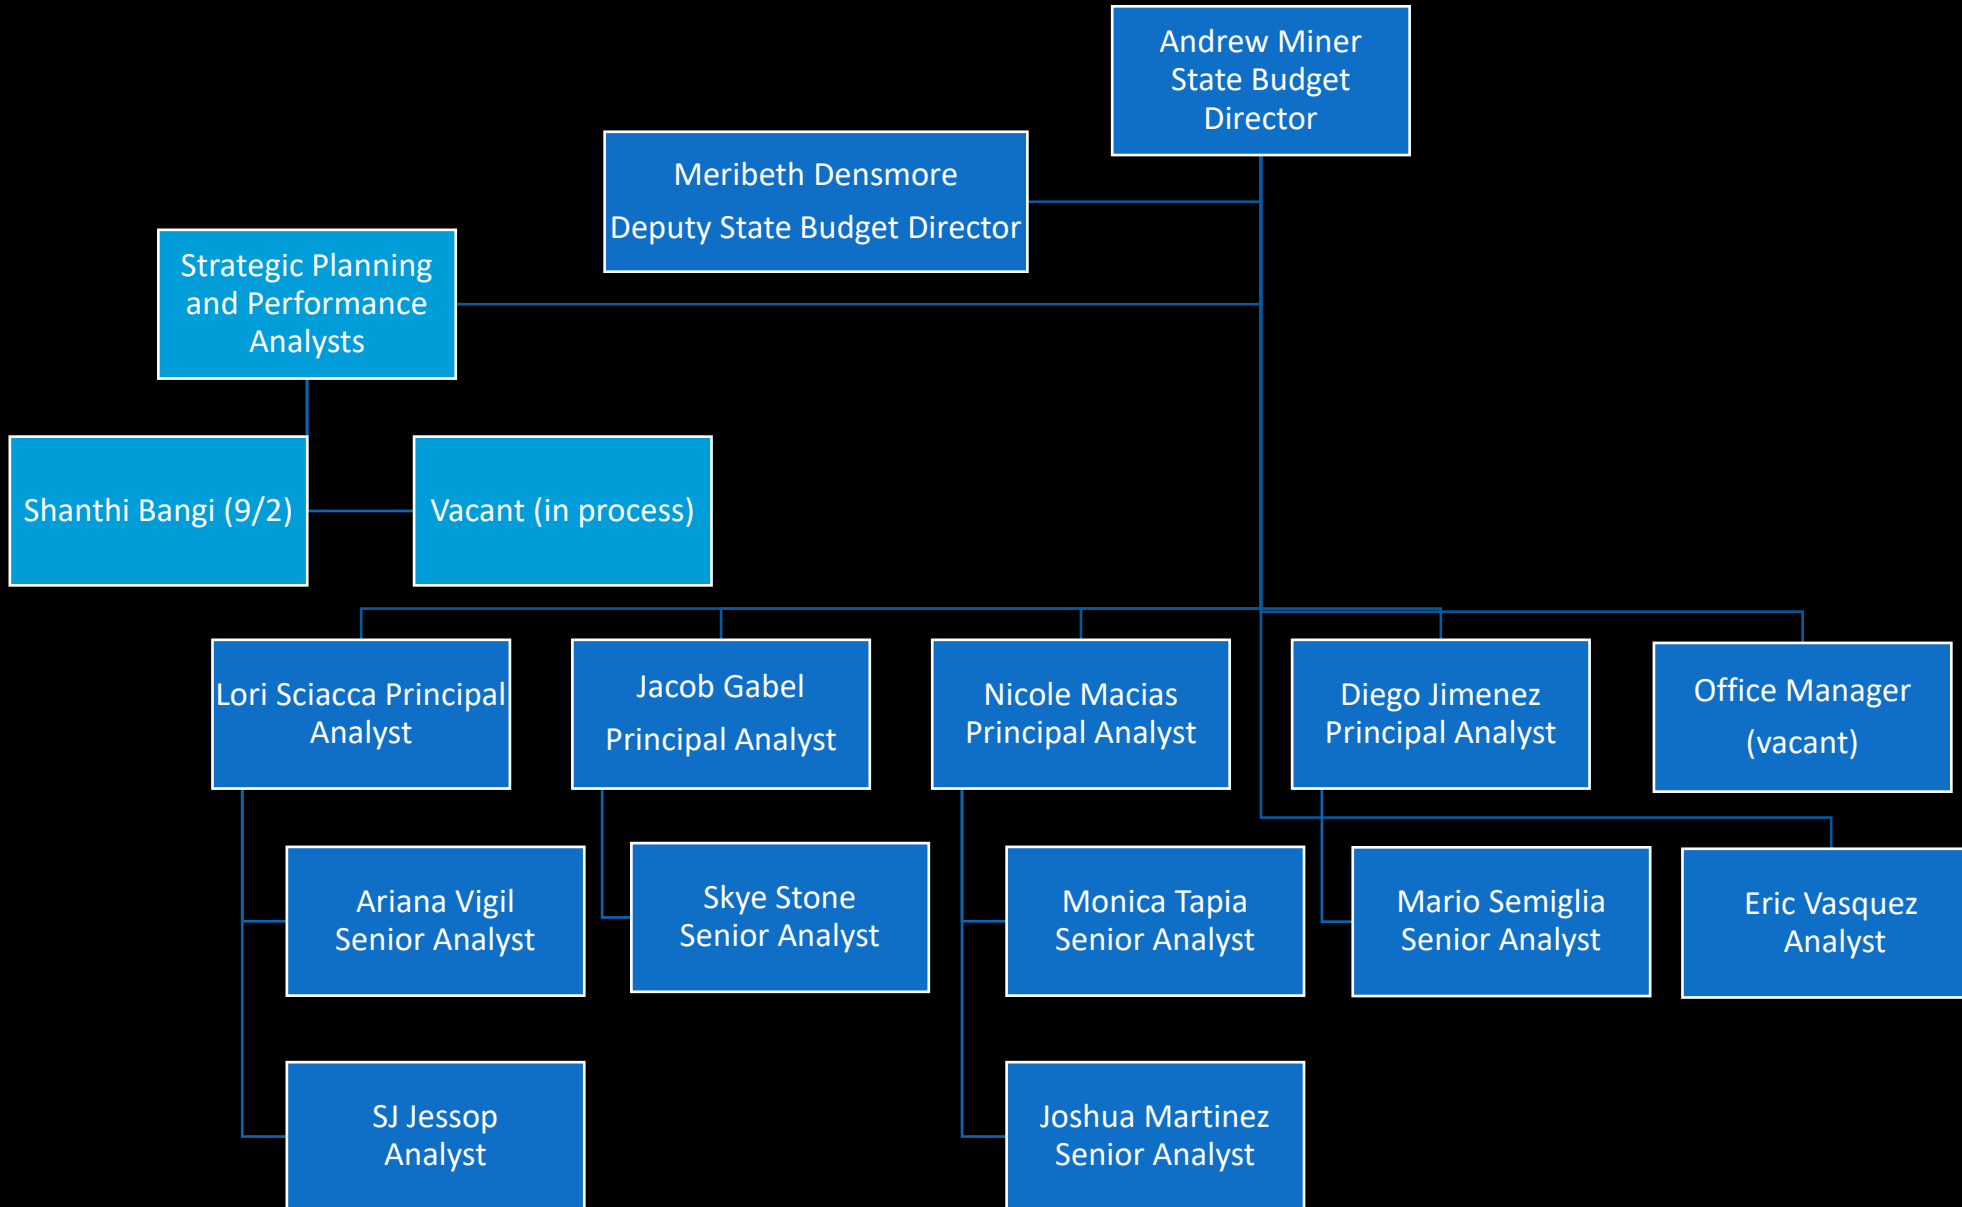 Andrew Miner
State Budget
Director
Meribeth Densmore
Deputy State Budget Director
Strategic Planning
and Performance
Analysts
Shanthi Bangi (9/2)
Vacant (in process)
Lori Sciacca Principal
Analyst
Jacob Gabel
Principal Analyst
Nicole Macias
Principal Analyst
Diego Jimenez
Principal Analyst
Office Manager
(vacant)
Ariana Vigil
Senior Analyst
Skye Stone
Senior Analyst
Monica Tapia
Senior Analyst
Mario Semiglia
Senior Analyst
Eric Vasquez
Analyst
SJ Jessop
Analyst
Joshua Martinez
Senior Analyst